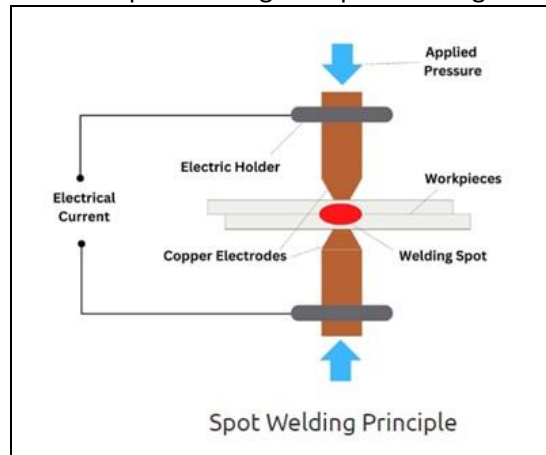 Applied
Pressure
Electric Holder
Workpieces
Electrical
Current
Copper Electrodes
Welding Spot
Spot Welding Principle